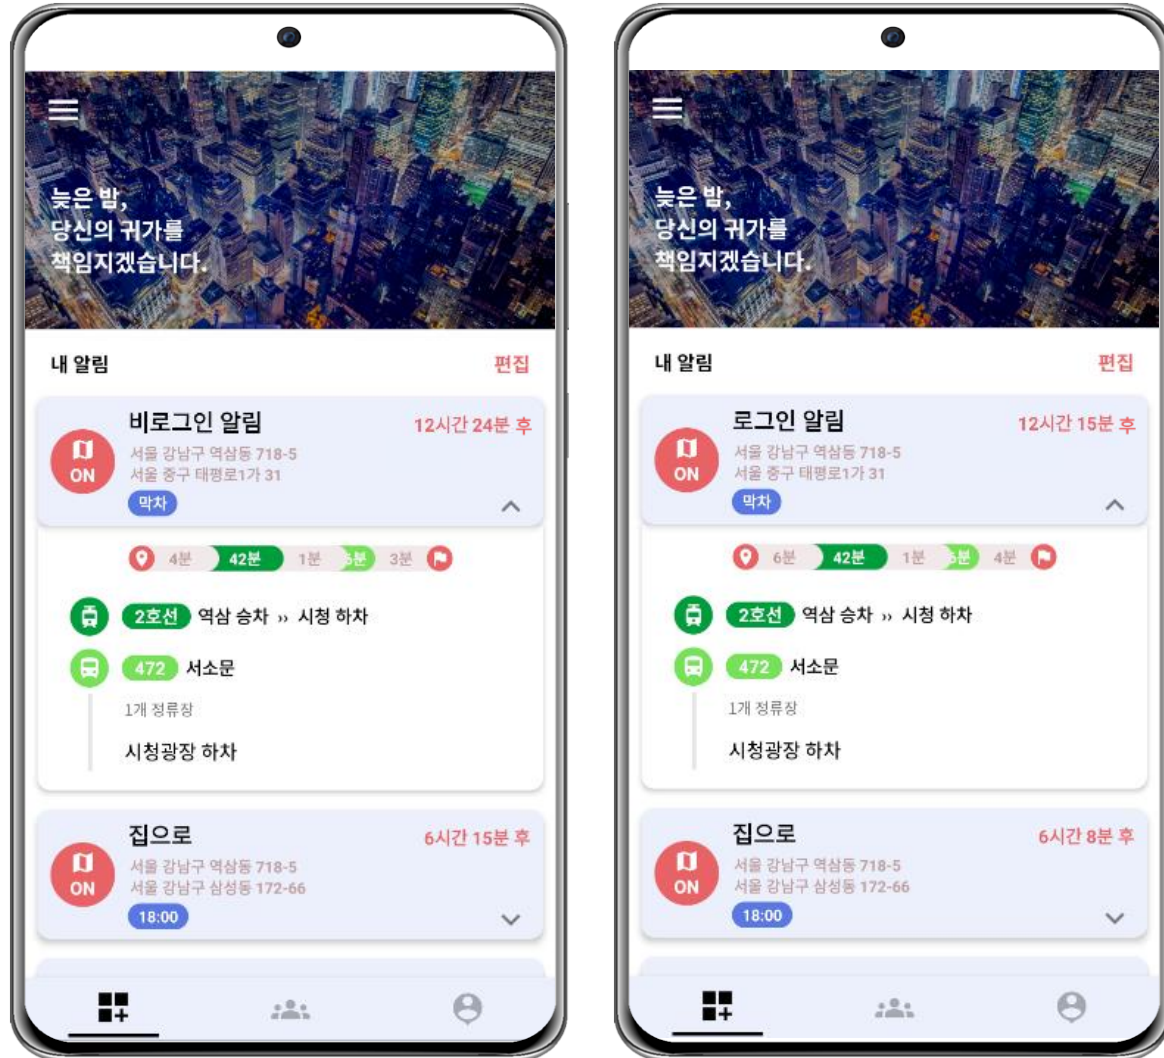 늦은 밤,
당신의 귀가를
책임지겠습니다.
내 알림
편집
비로그인 알림
12시간 24분 후
서울 강남구 역삼동 718-5
서울 중구 태평로1가 31
ON
막차
4분 42분 1분 5분 3분
2호선 역삼 승차 ›› 시청 하차
472 서소문
1개 정류장
시청광장 하차
집으로
6시간 15분 후
서울 강남구 역삼동 718-5
서울 강남구 삼성동 172-66
ON
18:00
늦은 밤,
당신의 귀가를
책임지겠습니다.
내 알림
편집
로그인 알림
12시간 15분 후
서울 강남구 역삼동 718-5
서울 중구 태평로1가 31
ON
막차
6분 42분 1분 분 4분
2호선 역삼 승차 ›› 시청 하차
472 서소문
1개 정류장
시청광장 하차
집으로
6시간 8분 후
서울 강남구 역삼동 718-5
서울 강남구 삼성동 172-66
ON
18:00